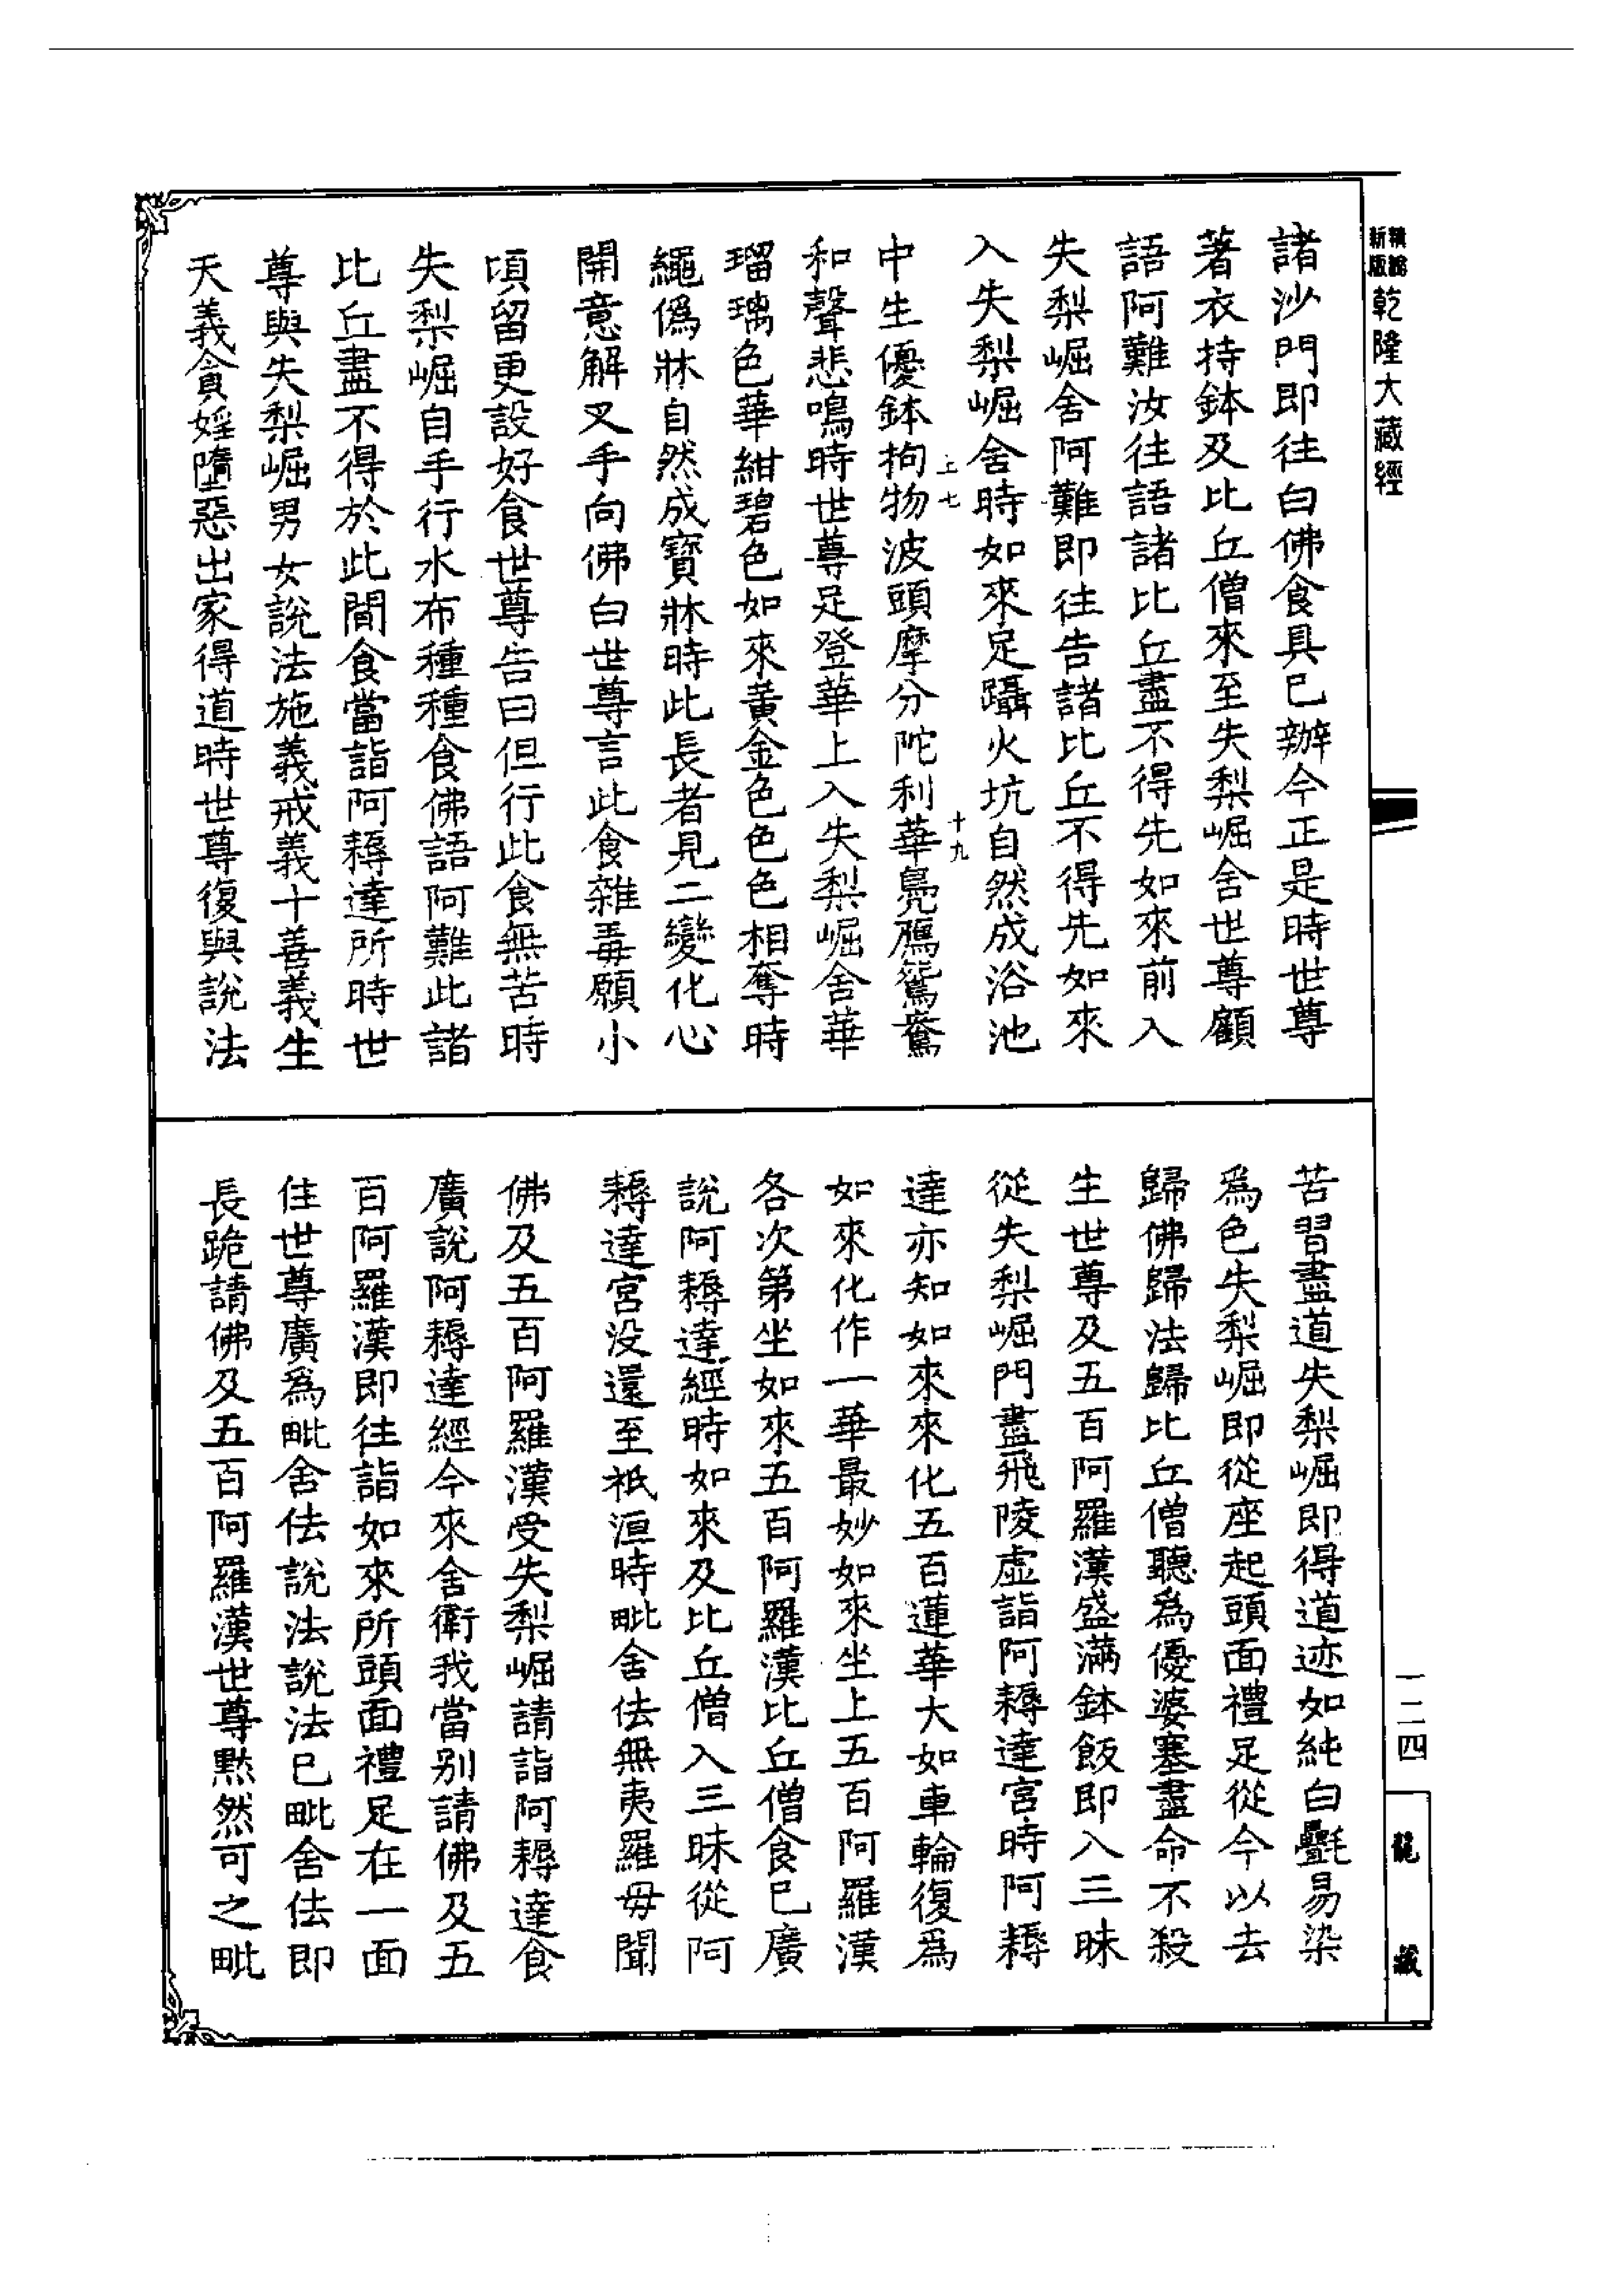 精縮
新版
乾隆大藏經
諸沙門即往白佛食具已辦今正是時世尊
著衣持鉢及比丘僧來至失梨崛舍世尊顧
語阿難汝往語諸比丘盡不得先如來前入
失梨崛舍阿難即往告諸比丘不得先如來
入失梨崛舍時如來足躡火坑自然成浴池
上七 十九
中生優鉢拘物波頭摩分陀利華鳧鴈鴛鴦
和聲悲鳴時世尊足登華上入失梨崛舍華
瑠璃色華紺碧色如來黃金色色色相奪時
繩偽牀自然成寶牀時此長者見二變化心
開意解叉手向佛白世尊言此食雜毒願小
頃留更設好食世尊告曰但行此食無苦時
失梨崛自手行水布種種食佛語阿難此諸
比丘盡不得於此間食當詣阿耨達所時世
尊與失梨崛男女說法施義戒義十善義生
天義貪婬墮惡出家得道時世尊復與說法
苦習盡道失梨崛即得道迹如純白㲲易染
為色失梨崛即從座起頭面禮足從今以去
歸佛歸法歸比丘僧聽為優婆塞盡命不殺
生世尊及五百阿羅漢盛滿鉢飯即入三昧
從失梨崛門盡飛陵虛詣阿耨達宮時阿耨
達亦知如來來化五百蓮華大如車輪復為
如來化作一華最妙如來坐上五百阿羅漢
各次第坐如來五百阿羅漢比丘僧食已廣
說阿耨達經時如來及比丘僧入三昧從阿
耨達宮沒還至祇洹時毗舍佉無夷羅母聞
佛及五百阿羅漢受失梨崛請詣阿耨達食
廣說阿耨達經今來舍衛我當別請佛及五
百阿羅漢即往詣如來所頭面禮足在一面
住世尊廣為毗舍佉說法說法已毗舍佉即
長跪請佛及五百阿羅漢世尊默然可之毗
一二四
龍藏